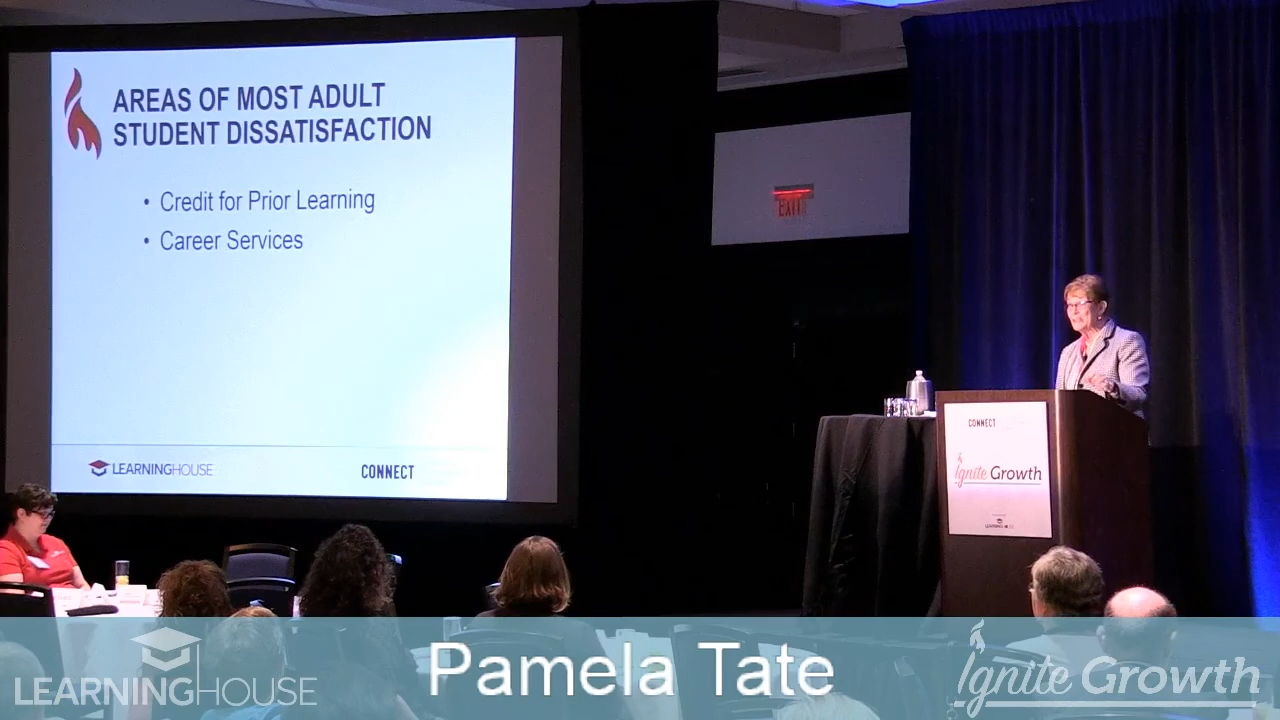 AREAS OF MOST ADULT
STUDENT DISSATISFACTION
• Credit for Prior Learning
• Career Services
LEARNINGHOUSE
CONNECT
EXIT
CONNECT
Ignite Growth
Pamela Tate
LEARNINGHOUSE
Ignite Growth